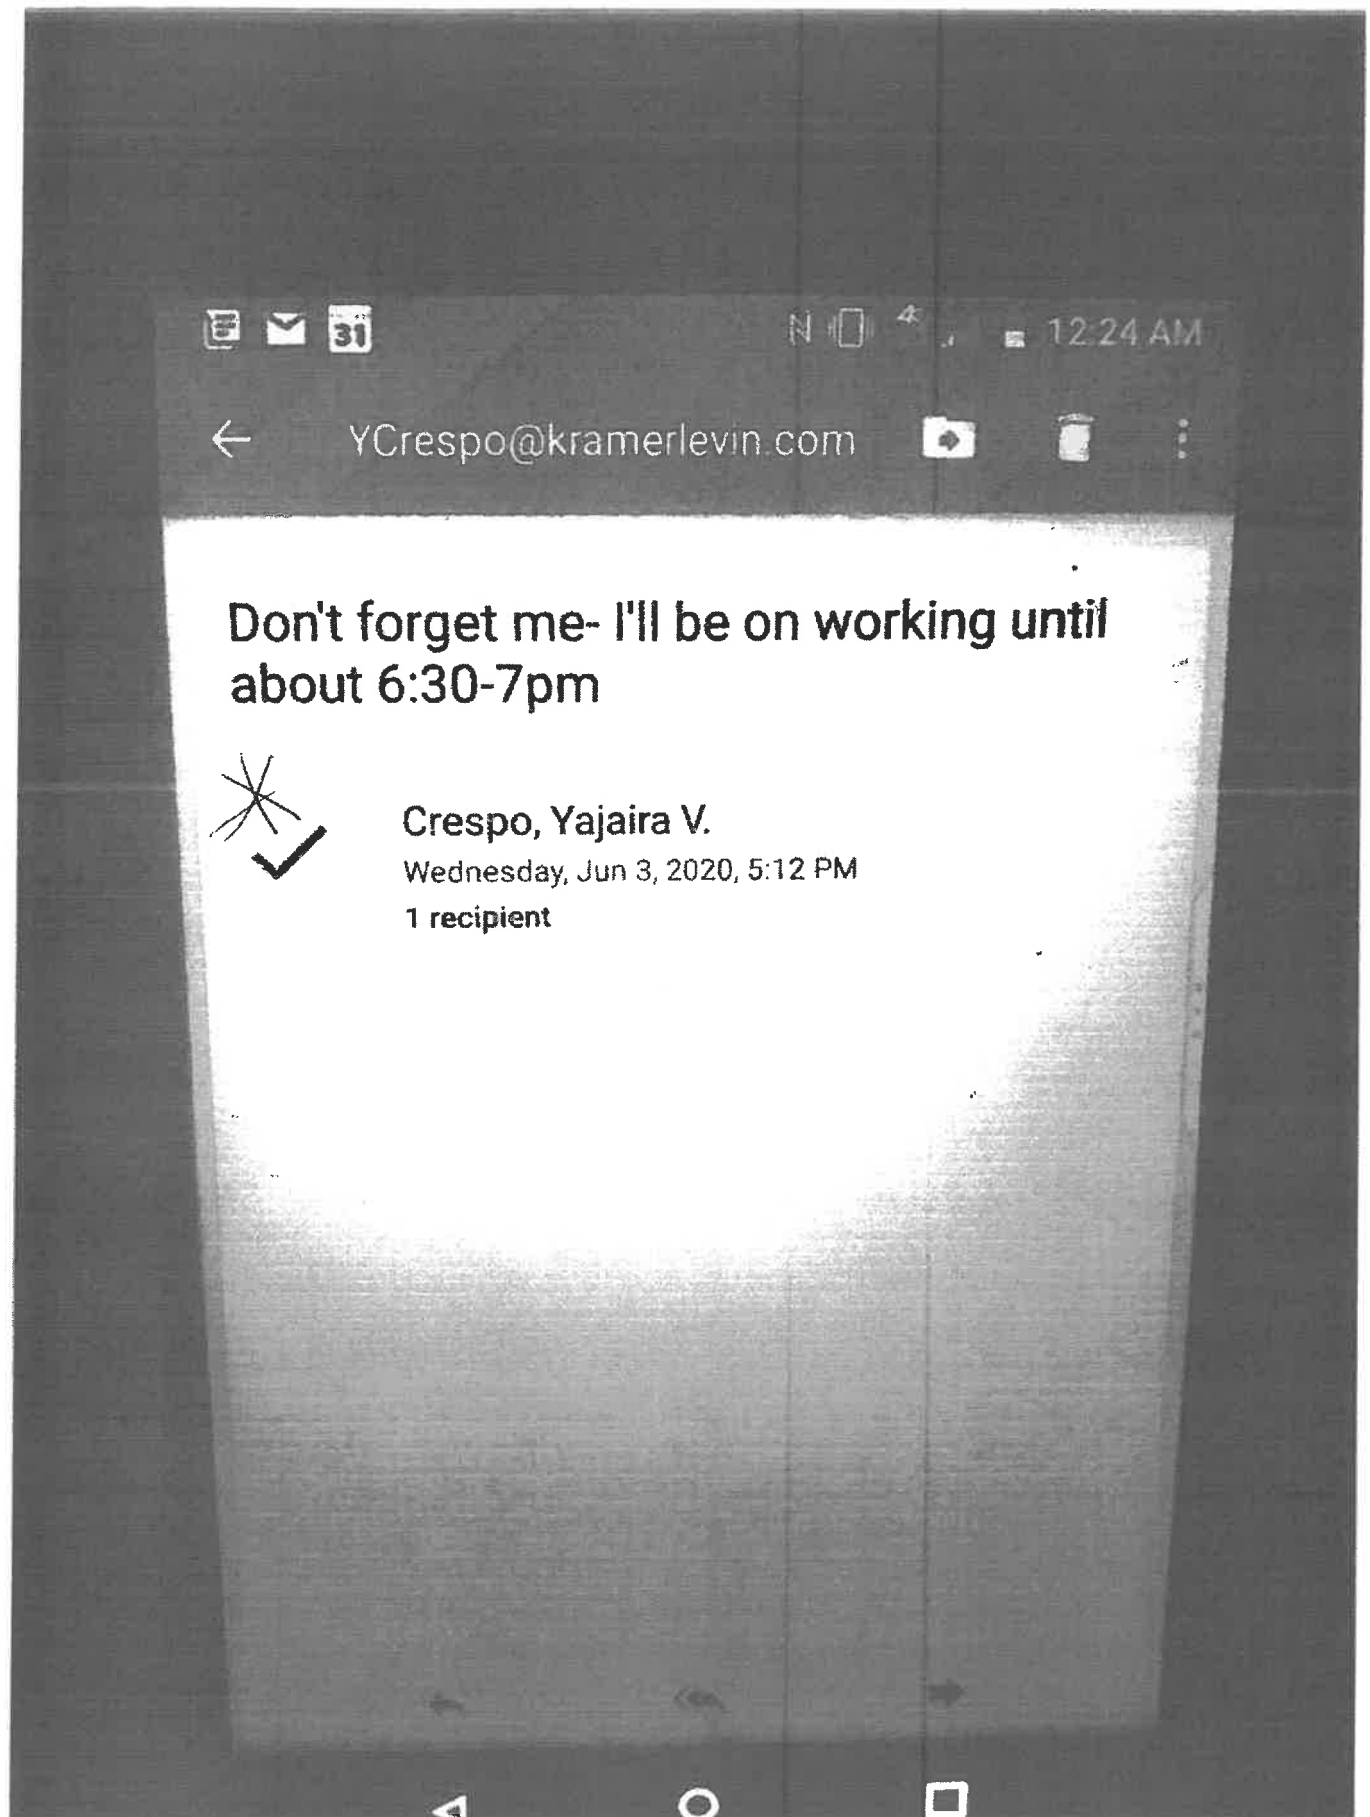 31 12:24 AM
YCrespo@kramerlevin.com
Don't forget me- I'll be on working until
about 6:30-7pm
Crespo, Yajaira V.
Wednesday, Jun 3, 2020, 5:12 PM
1 recipient